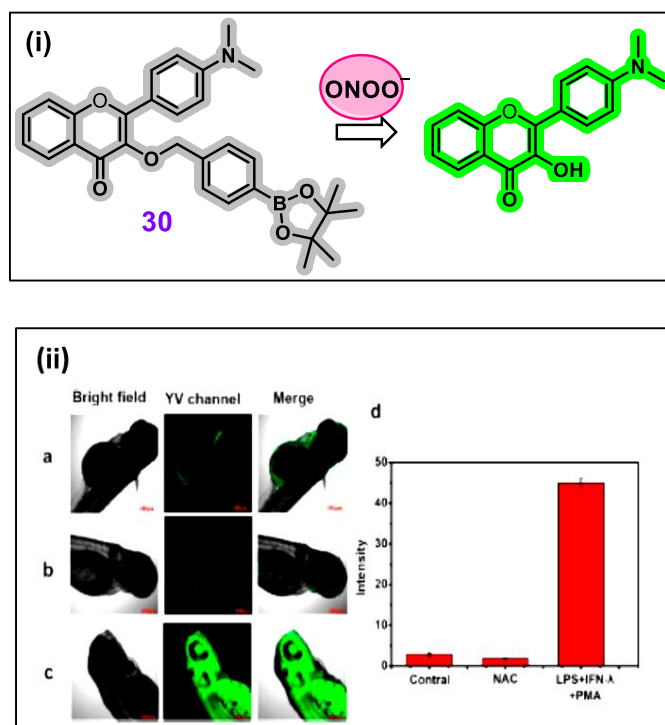 (i)
N
O
O
O
30
B
O
O
ONOO⁻
N
O
OH
O
(ii)
Bright field YV channel Merge
a
b
c
d
Intensity
50
40
30
20
10
0
Contral NAC LPS+IFN-λ
+PMA